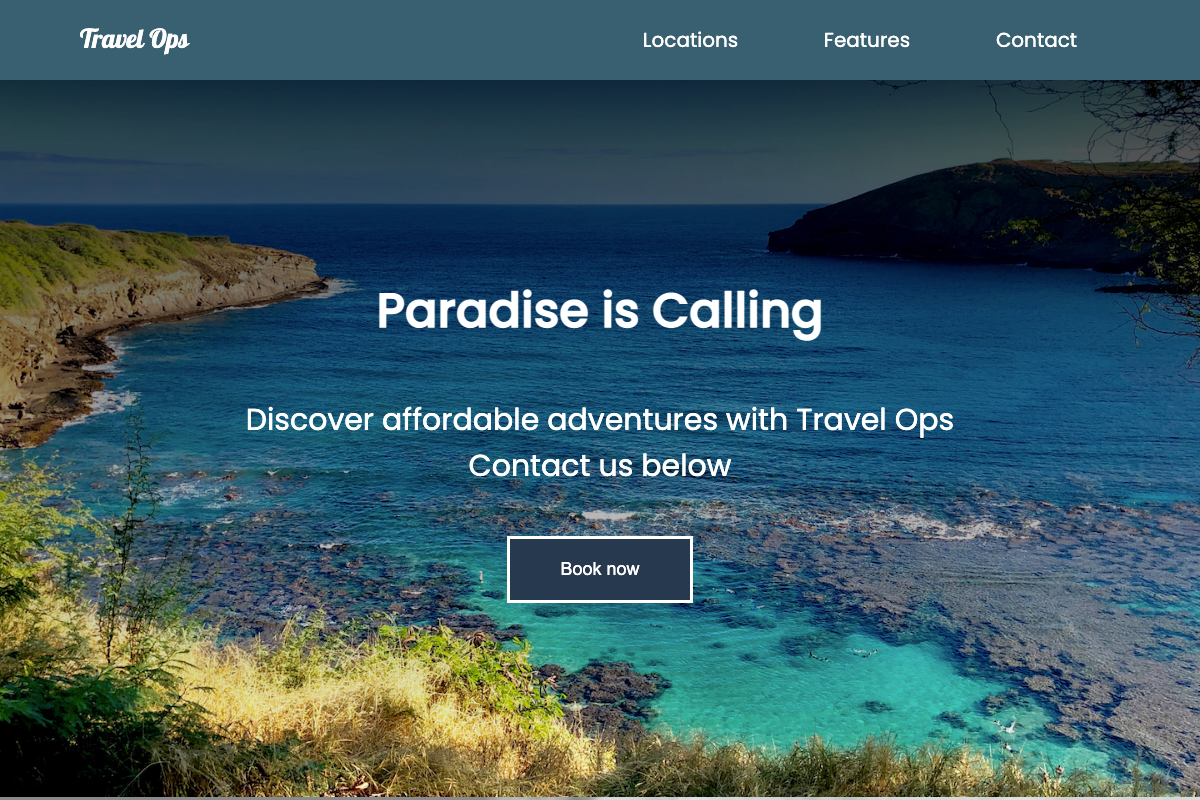 Travel Ops
Locations
Features
Contact
Paradise is Calling
Discover affordable adventures with Travel Ops
Contact us below
Book now